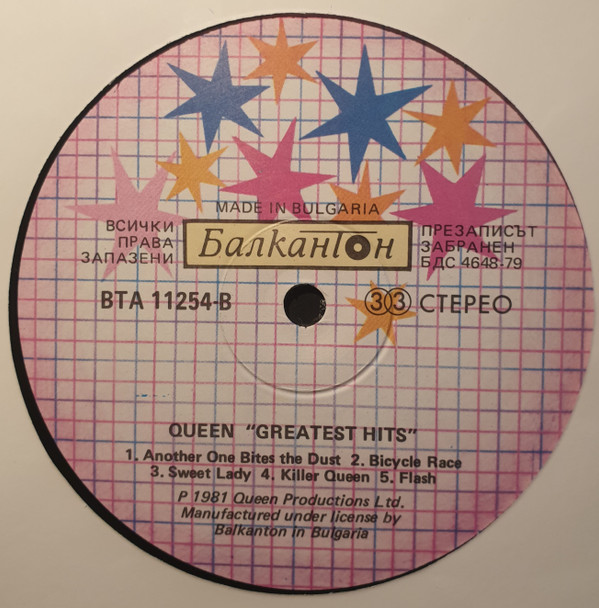 MADE IN BULGARIA
ВСИЧКИ
ПРАВА
ЗАПАЗЕНИ
Балкантон
ПРЕЗАПИСЪТ
ЗАБРАНЕН
БДС 4648-79
ВТА 11254-В
33 СТЕРЕО
QUEEN "GREATEST HITS"
1. Another One Bites the Dust 2. Bicycle Race
3. Sweet Lady 4. Killer Queen 5. Flash
P 1981 Queen Productions Ltd.
Manufactured under license by
Balkanton in Bulgaria